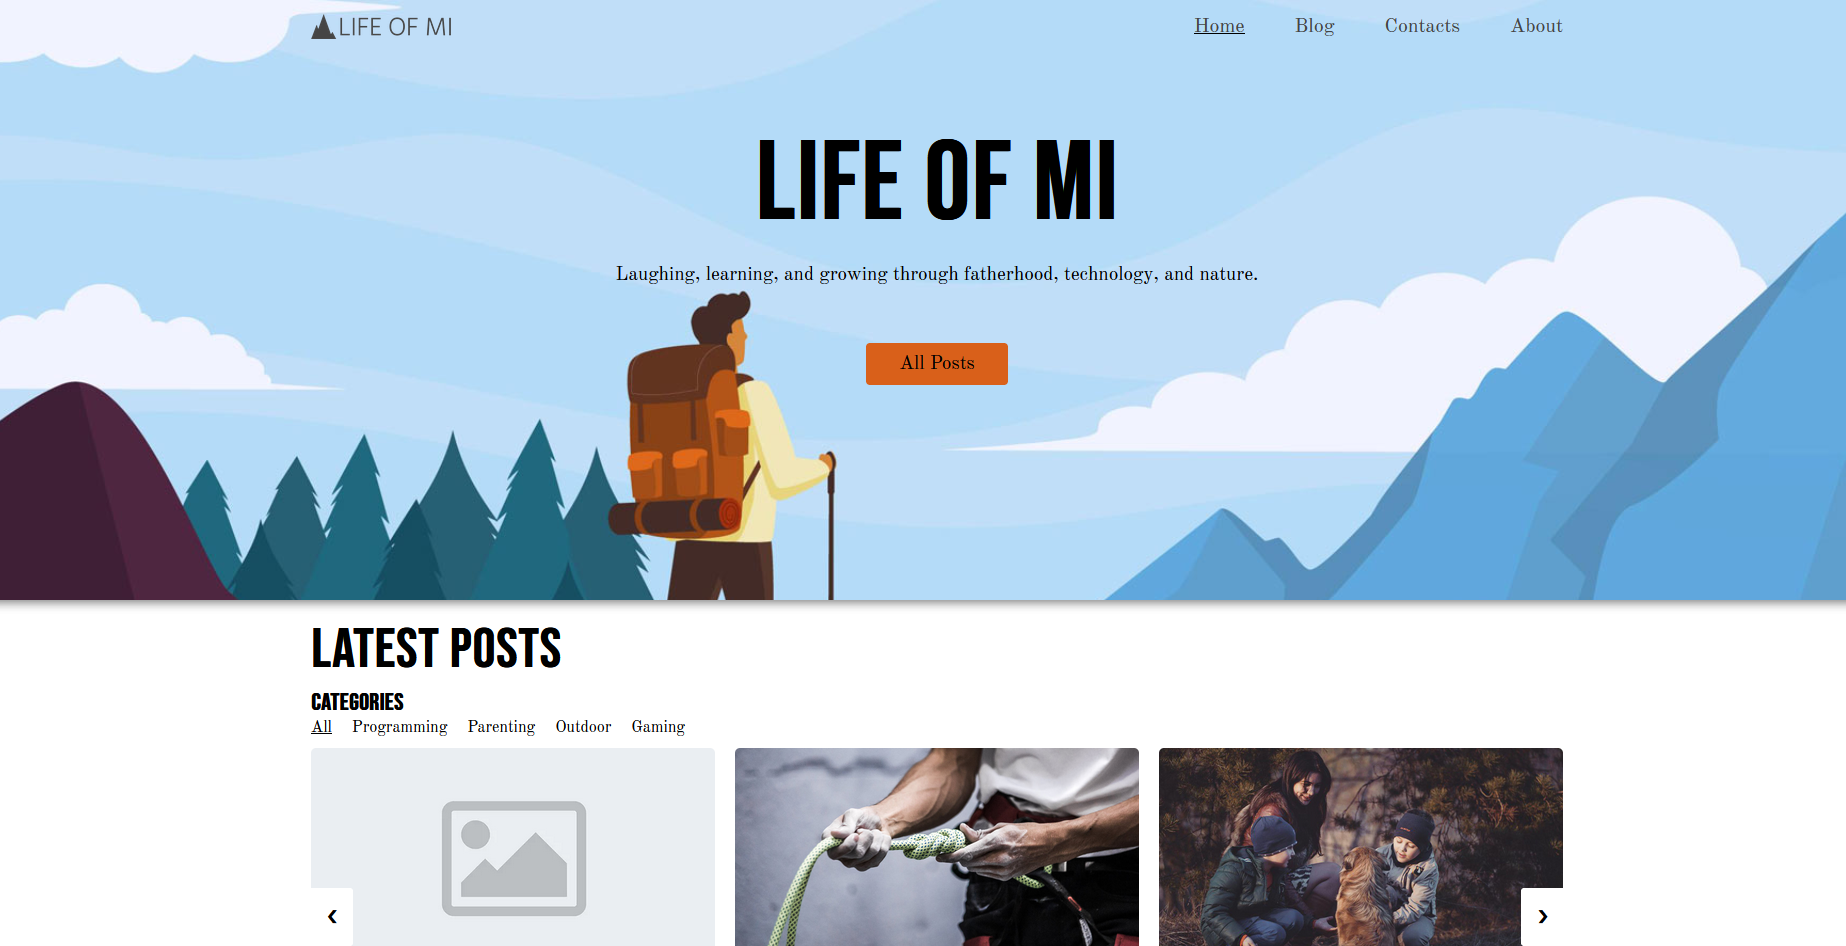 LIFE OF MI
Home Blog Contacts About
LIFE OF MI
Laughing, learning, and growing through fatherhood, technology, and nature.
All Posts
LATEST POSTS
CATEGORIES
All Programming Parenting Outdoor Gaming